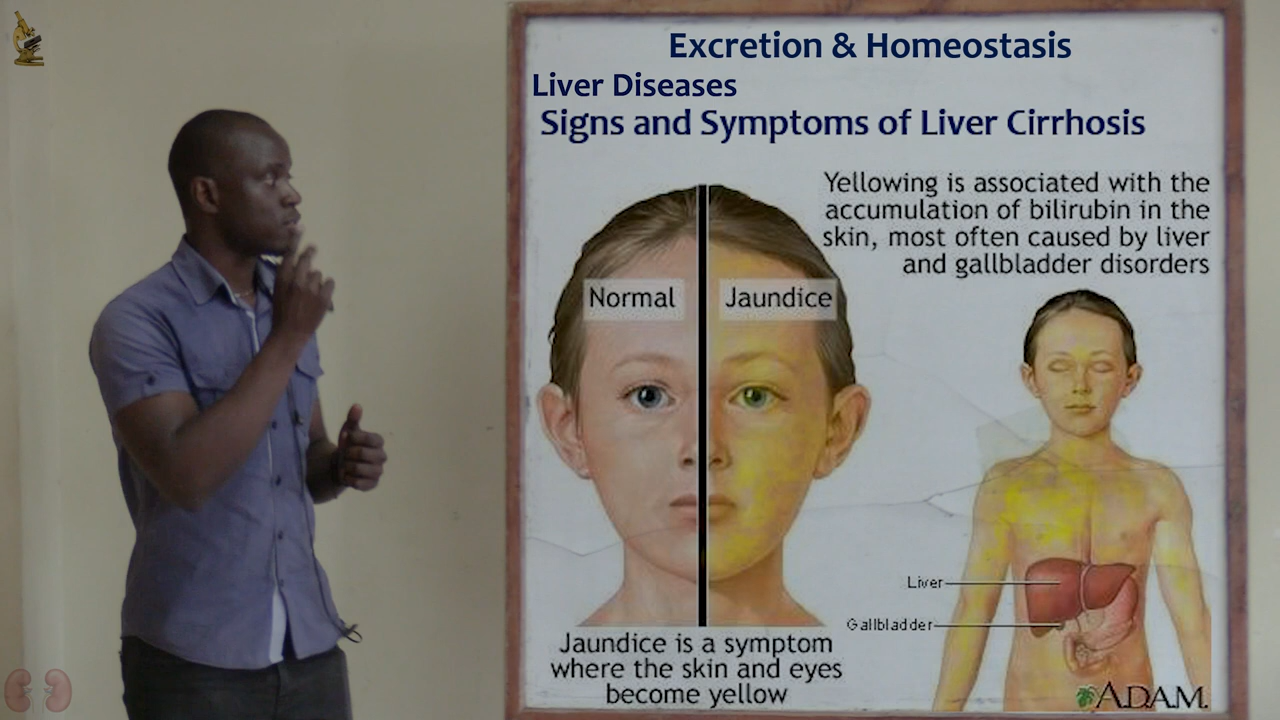 Excretion & Homeostasis
Liver Diseases
Signs and Symptoms of Liver Cirrhosis
Yellowing is associated with the
accumulation of bilirubin in the
skin, most often caused by liver
and gallbladder disorders
Normal
Jaundice
Liver
Gallbladder
Jaundice is a symptom
where the skin and eyes
become yellow
A.D.A.M.